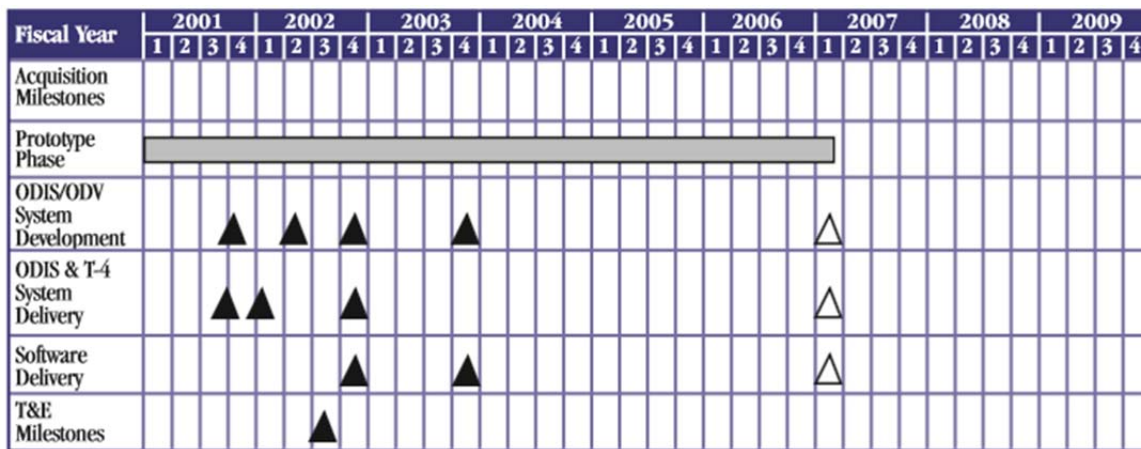 Fiscal Year 2001 2002 2003 2004 2005 2006 2007 2008 2009
1 2 3 4 1 2 3 4 1 2 3 4 1 2 3 4 1 2 3 4 1 2 3 4 1 2 3 4 1 2 3 4 1 2 3 4
Acquisition
Milestones
Prototype
Phase
ODIS/ODV
System
Development
ODIS & T-4
System
Delivery
Software
Delivery
T&E
Milestones